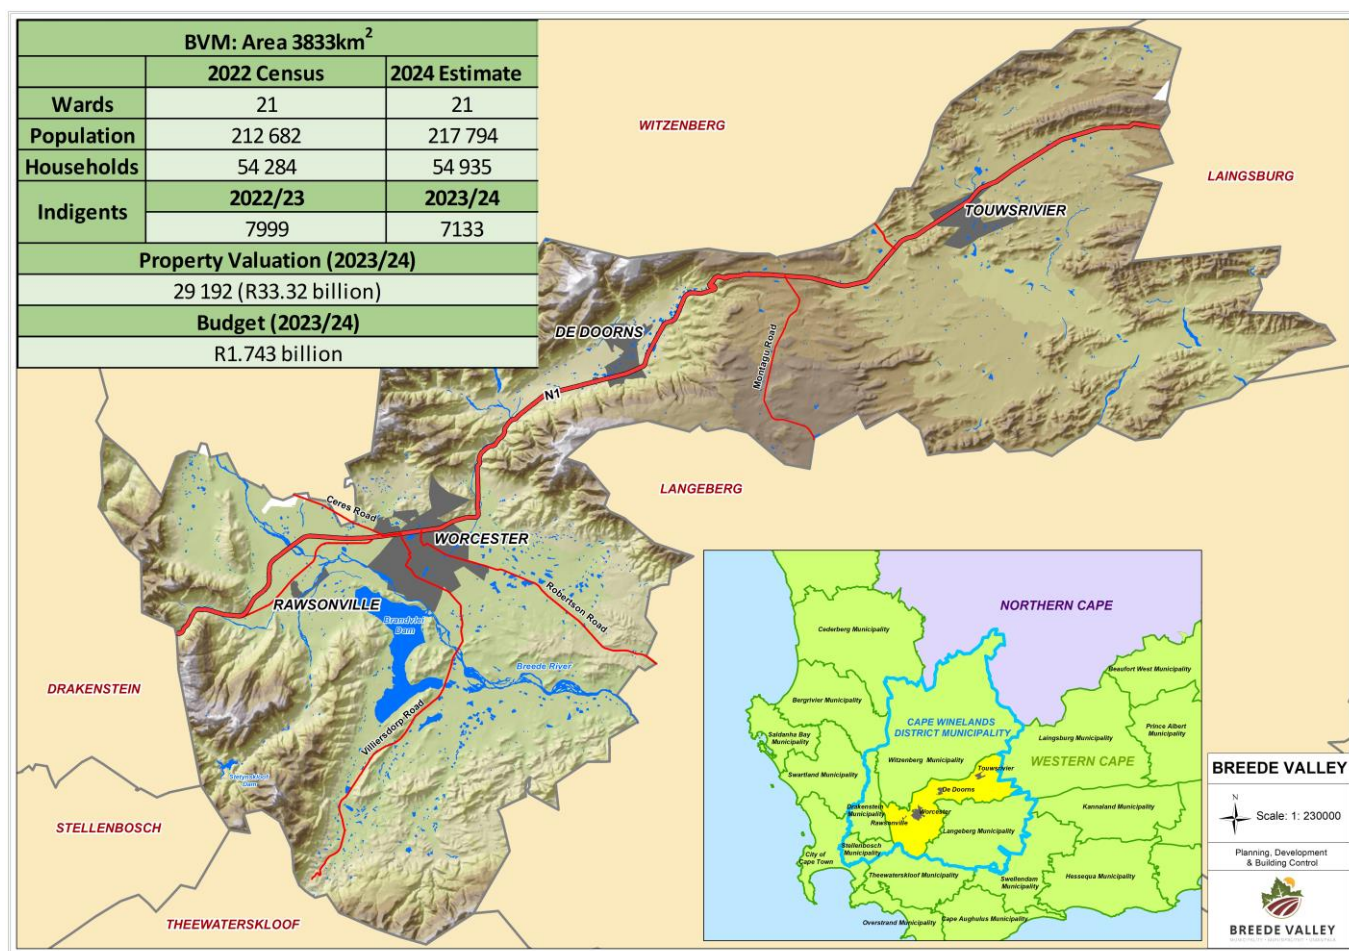 BVM: Area 3833km²
2022 Census 2024 Estimate
Wards 21 21
Population 212 682 217 794
Households 54 284 54 935
Indigents 2022/23 2023/24
7999 7133
Property Valuation (2023/24)
29 192 (R33.32 billion)
Budget (2023/24)
R1.743 billion
WITZENBERG
LAINGSBURG
TOUWSRIVIER
DE DOORNS
Montagu Road
N1
LANGEBERG
Ceres Road
WORCESTER
RAWSONVILLE
Robertson Road
Brandvlei
Dam
Breede River
DRAKENSTEIN
Villiersdorp Road
Dam
STELLENBOSCH
THEEWATERSKLOOF
NORTHERN CAPE
Cederberg Municipality
Beaufort West Municipality
Bergrivier Municipality
CAPE WINELANDS
DISTRICT MUNICIPALITY
Prince Albert
Municipality
Saldanha Bay
Municipality
Laingsburg Municipality
Witzenberg Municipality
WESTERN CAPE
Swartland Municipality
Touwsrivier
De Doorns
Drakenstein
Municipality
Worcester
Rawsonville
Kannaland Municipality
Langeberg Municipality
Stellenbosch
Municipality
City of
Cape Town
Theewaterskloof Municipality
Swellendam
Municipality
Hessequa Municipality
Overstrand Municipality
Cape Aughulus Municipality
BREEDE VALLEY
N
Scale: 1: 230000
Planning, Development
& Building Control
BREEDE VALLEY